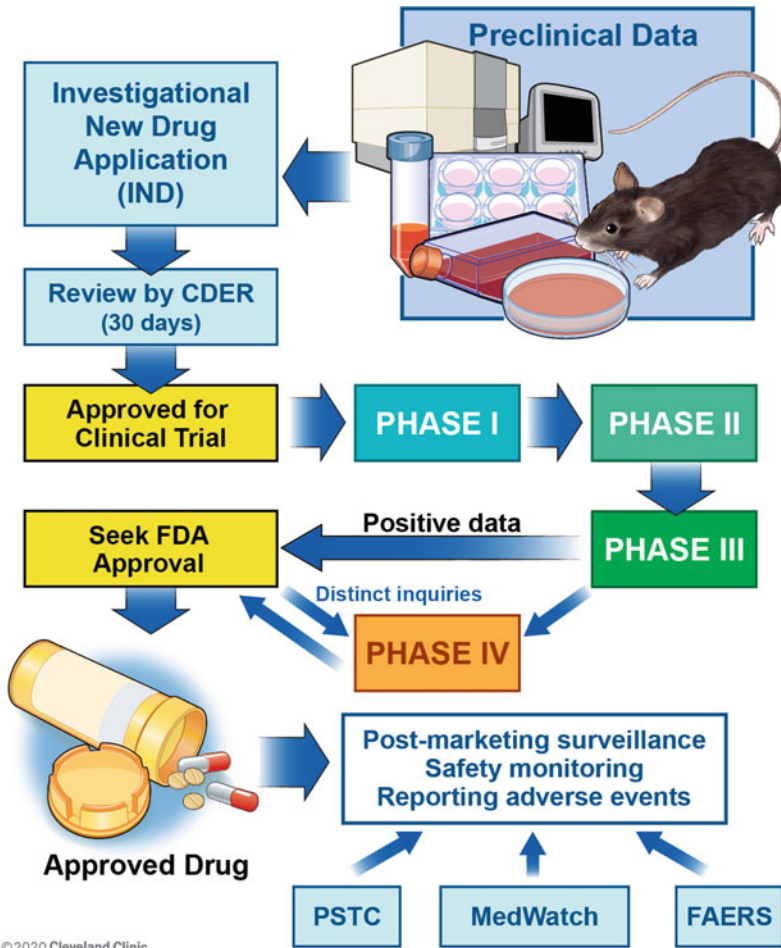 Preclinical Data
Investigational
New Drug
Application
(IND)
Review by CDER
(30 days)
Approved for
Clinical Trial
PHASE I
PHASE II
PHASE III
Positive data
Seek FDA
Approval
Distinct inquiries
PHASE IV
Approved Drug
Post-marketing surveillance
Safety monitoring
Reporting adverse events
PSTC
MedWatch
FAERS
©2020 Cleveland Clinic